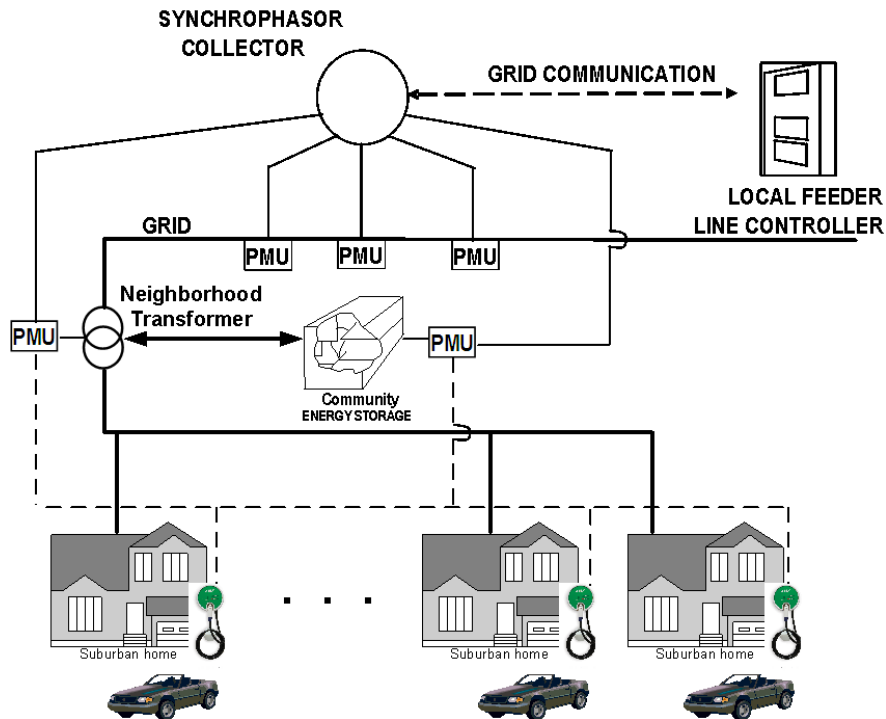 SYNCHROPHASOR
COLLECTOR
GRID COMMUNICATION
LOCAL FEEDER
LINE CONTROLLER
GRID
PMU
PMU
PMU
Neighborhood
Transformer
PMU
PMU
Community
ENERGY STORAGE
. . .
Suburban home
Suburban home
Suburban home